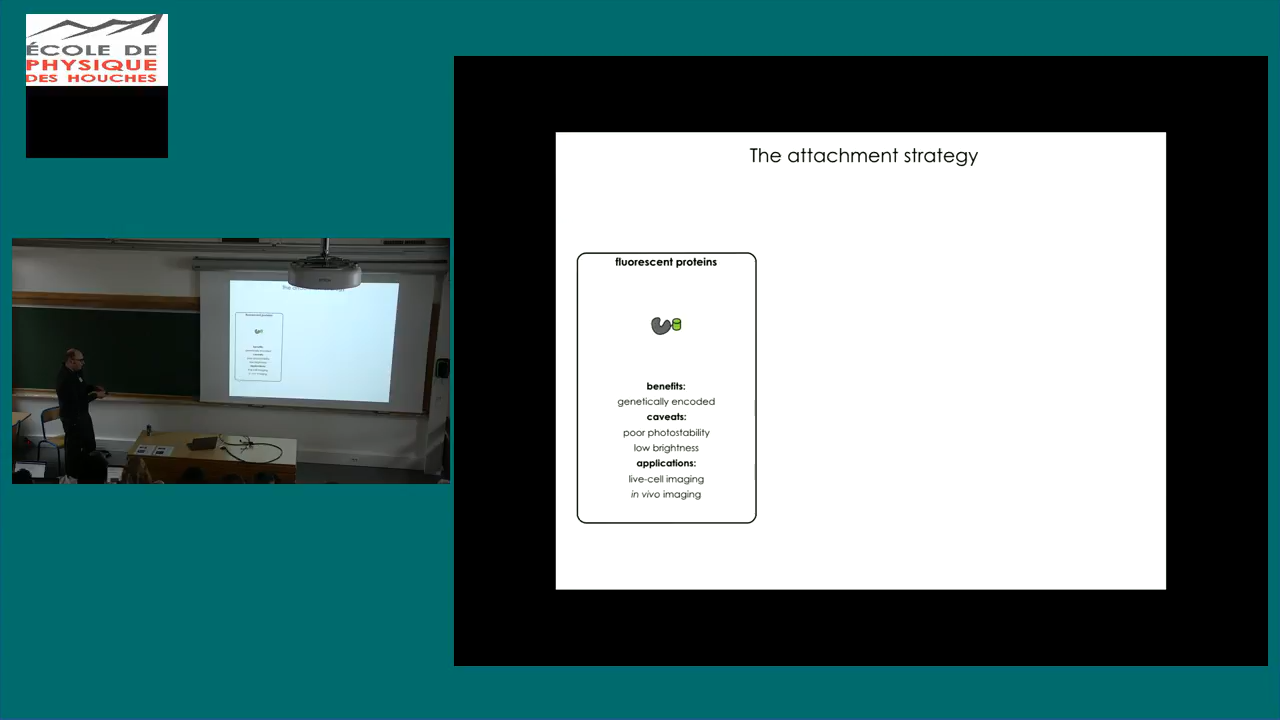 ÉCOLE DE
PHYSIQUE
DES HOUCHES
The attachment strategy
fluorescent proteins
benefits:
genetically encoded
caveats:
poor photostability
low brightness
applications:
live-cell imaging
in vivo imaging